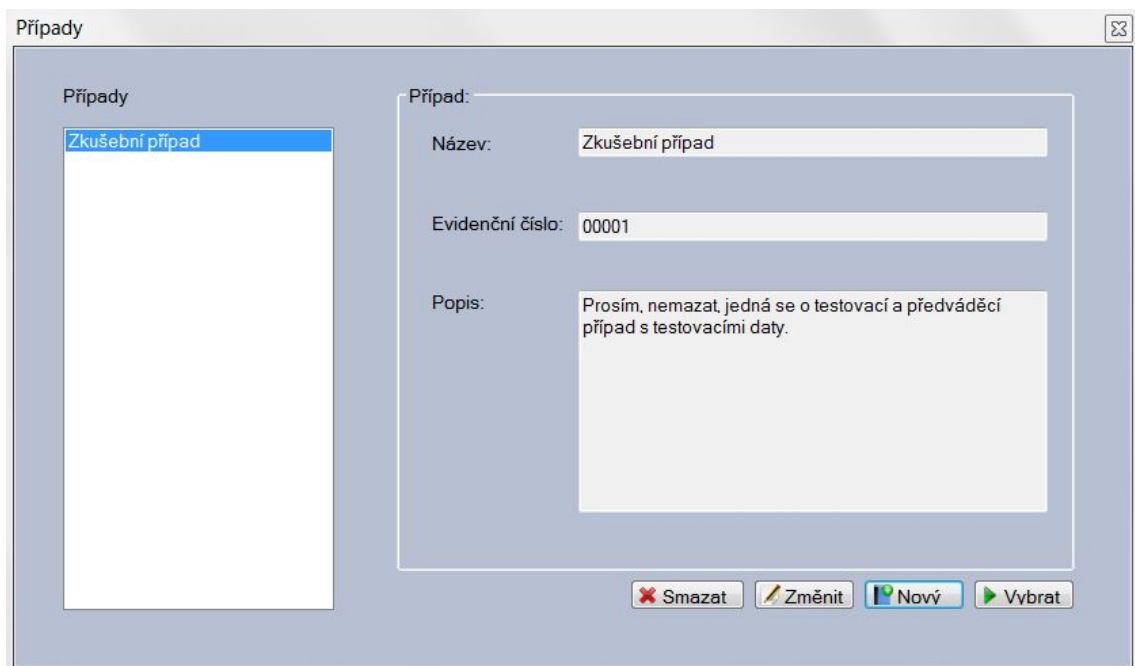 Případy
Případy
Zkušební případ
Případ:
Název:
Zkušební případ
Evidenční číslo:
00001
Popis:
Prosím, nemazat, jedná se o testovací a předváděcí
případ s testovacími daty.
Smazat
Změnit
Nový
Vybrat